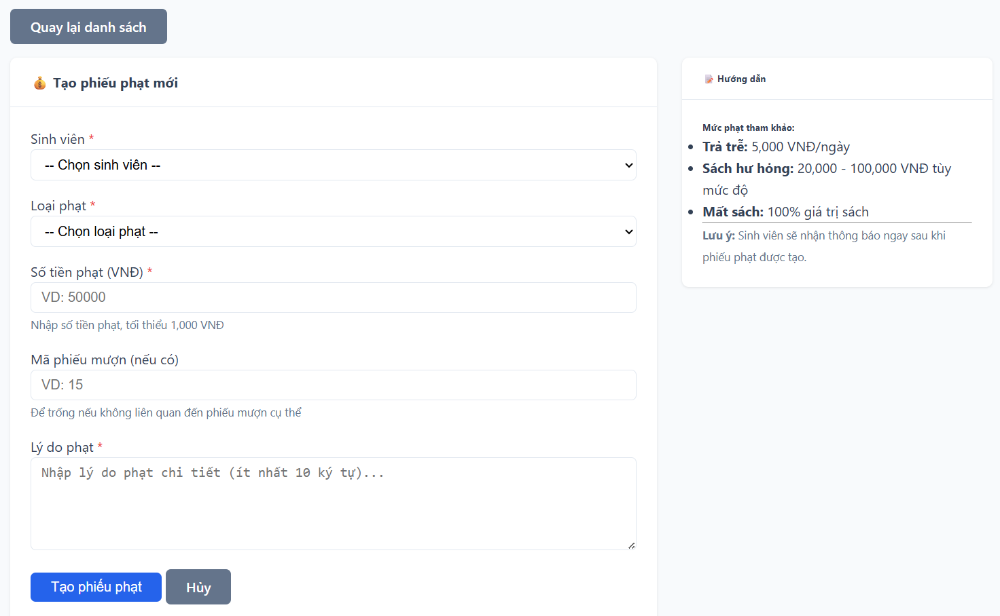 Quay lại danh sách
Tạo phiếu phạt mới
Sinh viên *
-- Chọn sinh viên --
Loại phạt *
-- Chọn loại phạt --
Số tiền phạt (VNĐ) *
VD: 50000
Nhập số tiền phạt, tối thiểu 1,000 VNĐ
Mã phiếu mượn (nếu có)
VD: 15
Để trống nếu không liên quan đến phiếu mượn cụ thể
Lý do phạt *
Nhập lý do phạt chi tiết (ít nhất 10 ký tự)...
Tạo phiếu phạt
Hủy
Hướng dẫn
Mức phạt tham khảo:
Trả trễ: 5,000 VNĐ/ngày
Sách hư hỏng: 20,000 - 100,000 VNĐ tùy
mức độ
Mất sách: 100% giá trị sách
Lưu ý: Sinh viên sẽ nhận thông báo ngay sau khi
phiếu phạt được tạo.